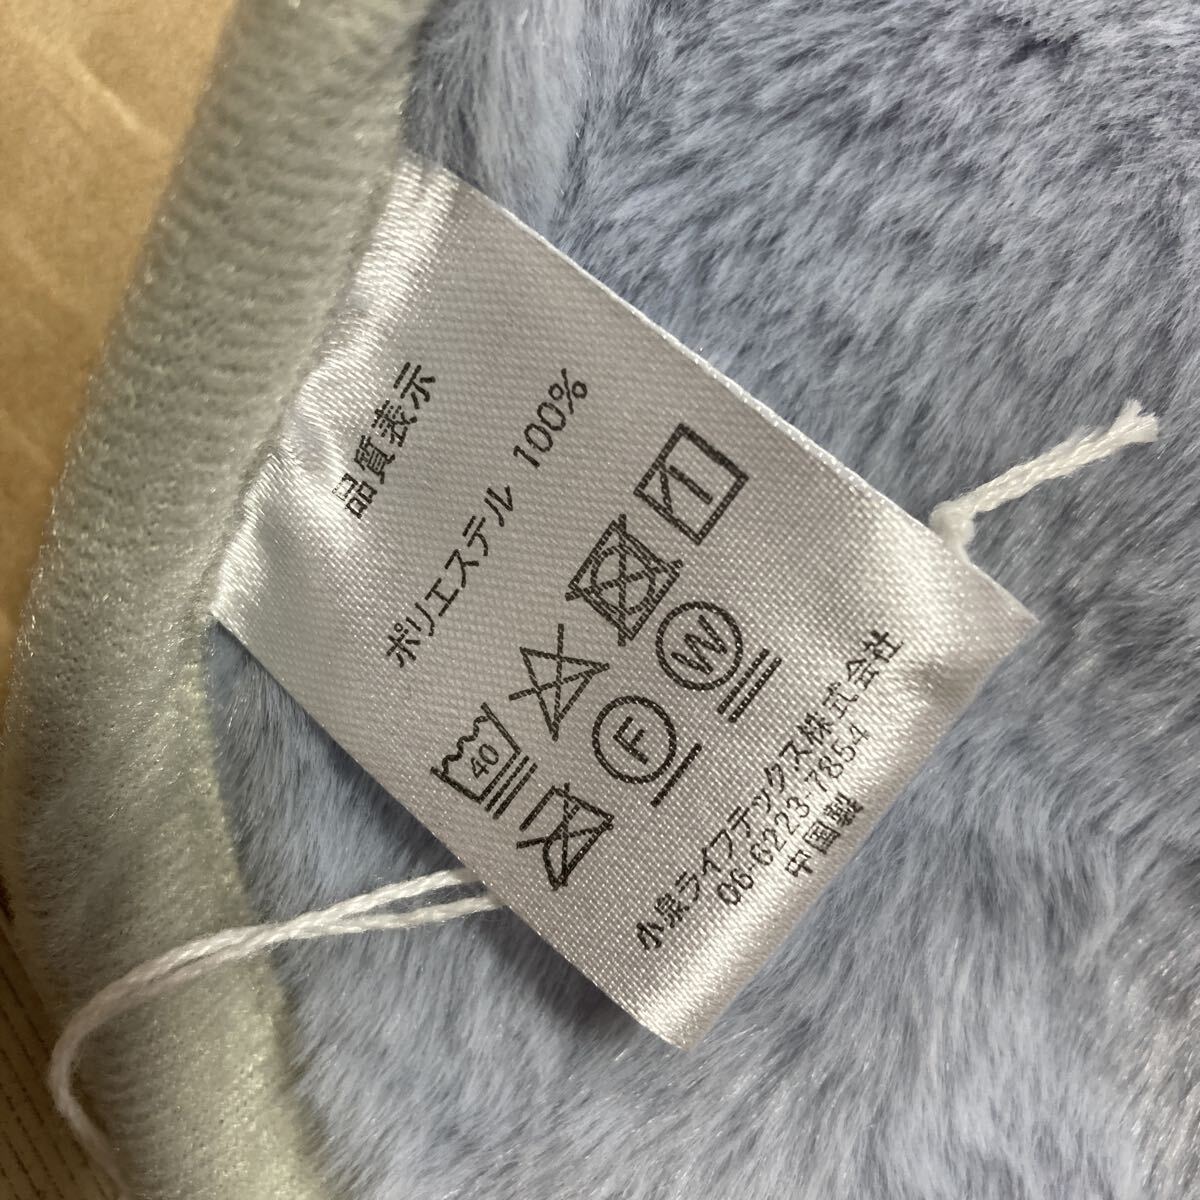 品質表示
ポリエステル 100%
40
F
W
小泉ライフテックス株式会社
06-6223-7854
中国製